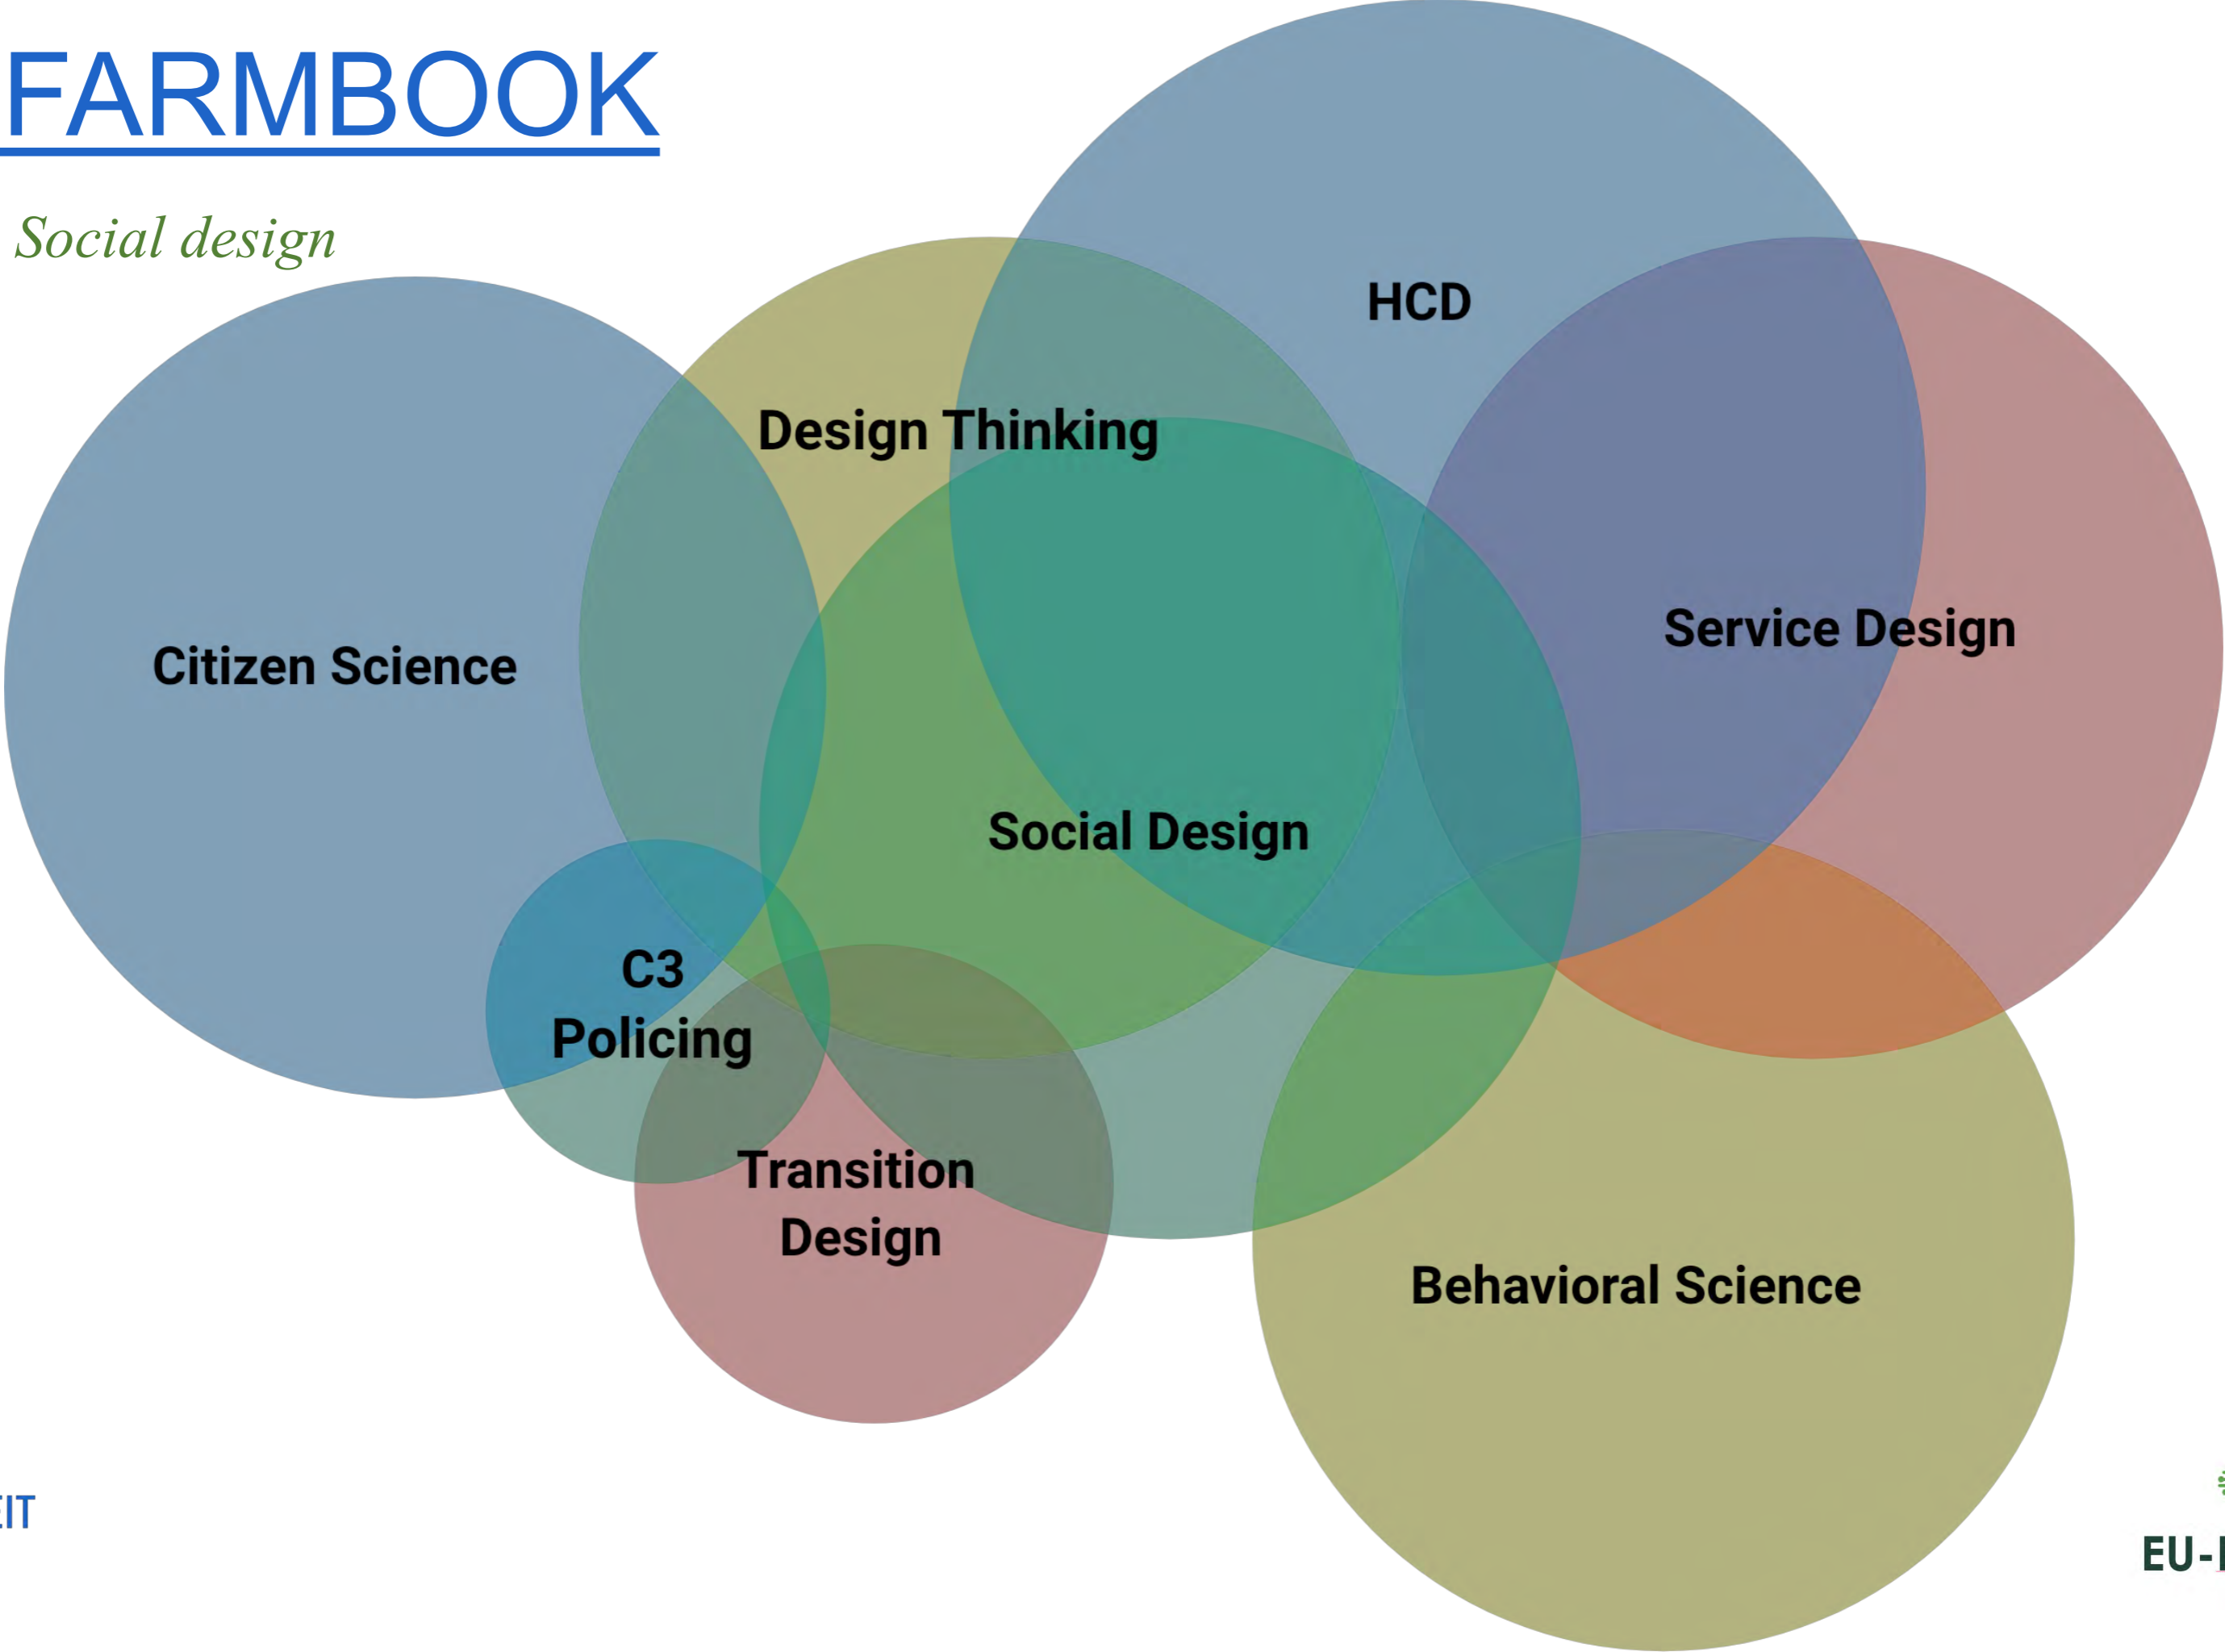 FARMBOOK
Social design
HCD
Design Thinking
Service Design
Citizen Science
Social Design
C3
Policing
Transition
Design
Behavioral Science
EIT
EU-